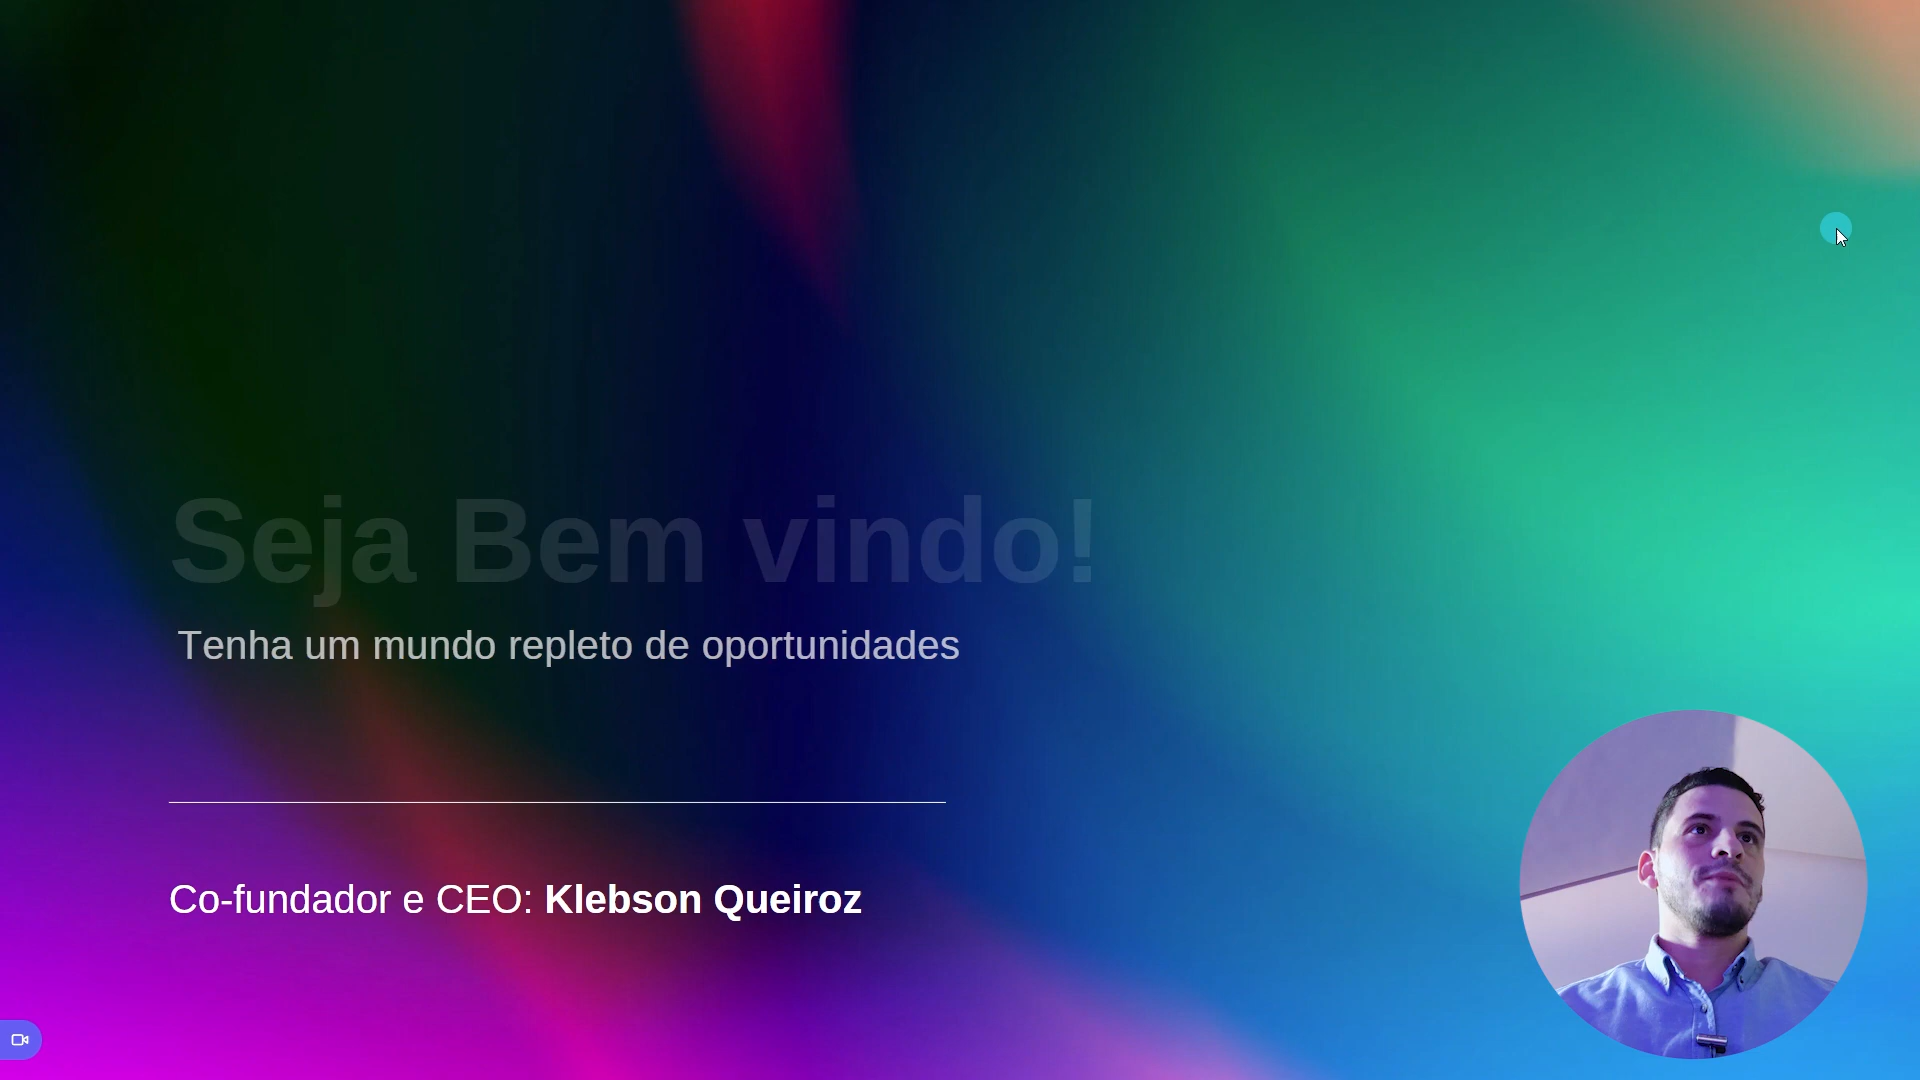 Seja Bem vindo!
Tenha um mundo repleto de oportunidades
Co-fundador e CEO: Klebson Queiroz